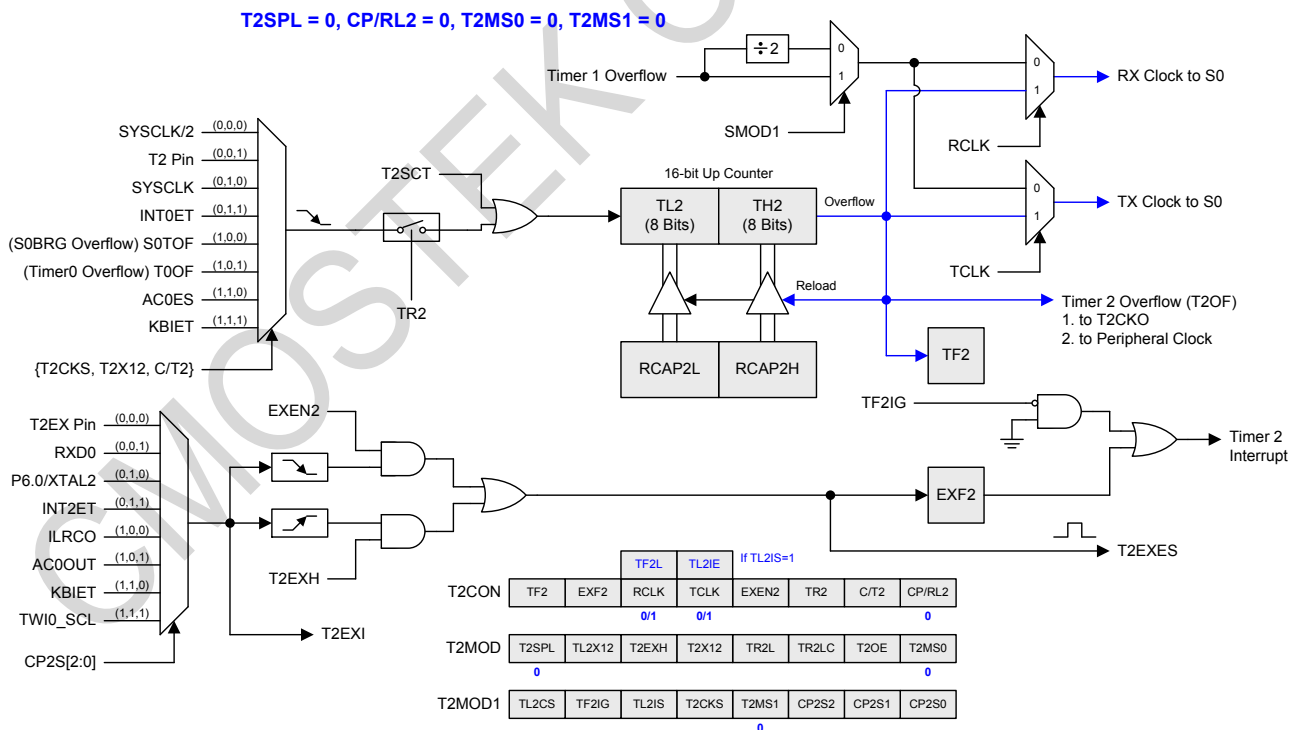 T2SPL = 0, CP/RL2 = 0, T2MS0 = 0, T2MS1 = 0
÷2
0
1
Timer 1 Overflow
SMOD1
0
1
RX Clock to S0
RCLK
0
1
TX Clock to S0
TCLK
SYSCLK/2 (0,0,0)
T2 Pin (0,0,1)
SYSCLK (0,1,0)
INT0ET (0,1,1)
(S0BRG Overflow) S0TOF (1,0,0)
(Timer0 Overflow) T0OF (1,0,1)
AC0ES (1,1,0)
KBIET (1,1,1)
{T2CKS, T2X12, C/T2}
T2SCT
TR2
16-bit Up Counter
TL2
(8 Bits)
TH2
(8 Bits)
Overflow
Reload
RCAP2L
RCAP2H
Timer 2 Overflow (T2OF)
1. to T2CKO
2. to Peripheral Clock
TF2
TF2IG
Timer 2
Interrupt
EXF2
T2EXES
T2EX Pin (0,0,0)
RXD0 (0,0,1)
P6.0/XTAL2 (0,1,0)
INT2ET (0,1,1)
ILRCO (1,0,0)
AC0OUT (1,0,1)
KBIET (1,1,0)
TWI0_SCL (1,1,1)
CP2S[2:0]
EXEN2
T2EXH
T2EXI
TF2L TL2IE If TL2IS=1
T2CON TF2 EXF2 RCLK TCLK EXEN2 TR2 C/T2 CP/RL2
0/1 0/1 0
T2MOD T2SPL TL2X12 T2EXH T2X12 TR2L TR2LC T2OE T2MS0
0 0
T2MOD1 TL2CS TF2IG TL2IS T2CKS T2MS1 CP2S2 CP2S1 CP2S0
0
CMOSTEK